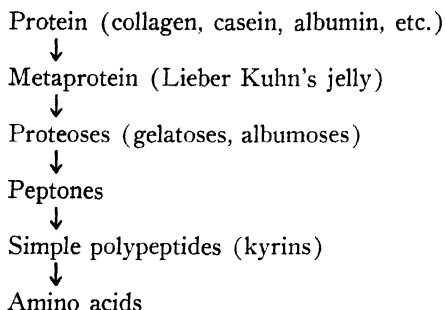 Protein (collagen, casein, albumin, etc.)
↓
Metaprotein (Lieber Kuhn's jelly)
↓
Proteoses (gelatoses, albumoses)
↓
Peptones
↓
Simple polypeptides (kyrins)
↓
Amino acids